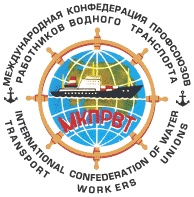 МЕЖДУНАРОДНАЯ КОНФЕДЕРАЦИЯ ПРОФСОЮЗОВ
РАБОТНИКОВ ВОДНОГО ТРАНСПОРТА
МКПРВТ
INTERNATIONAL CONFEDERATION OF WATER
TRANSPORT WORKERS UNIONS